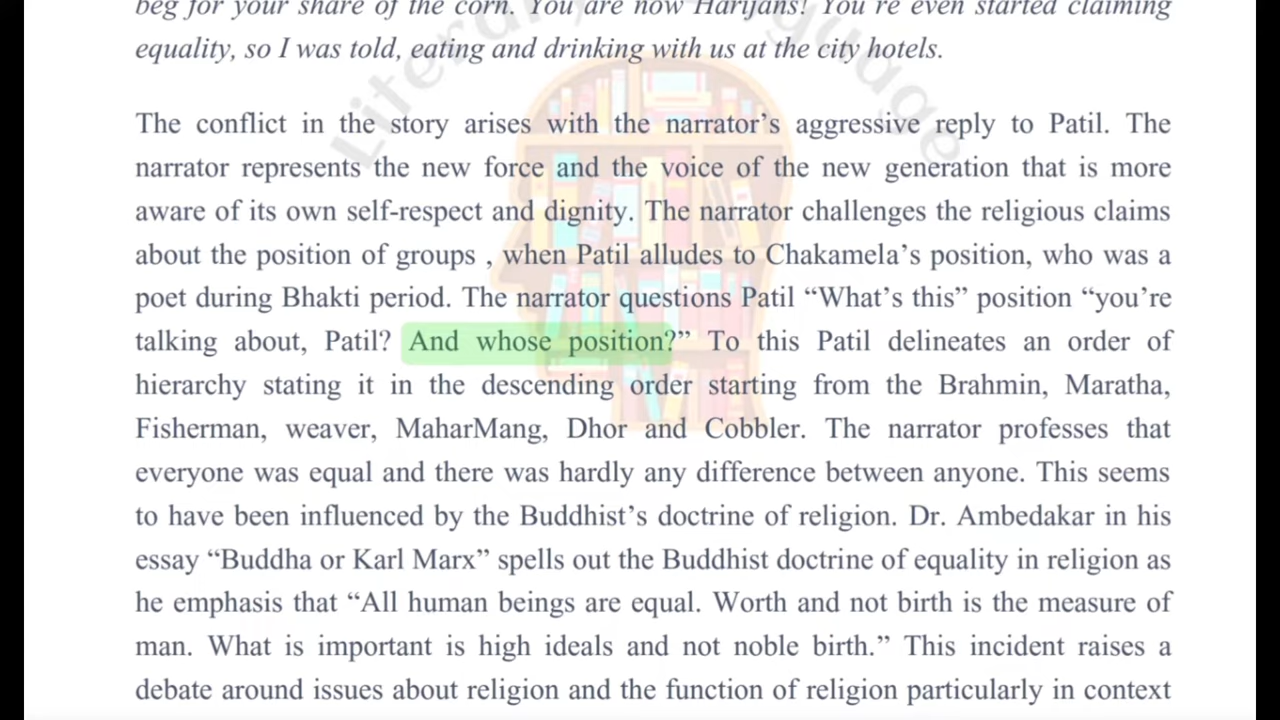 beg for your share of the corn. You are now Harijans! You're even started claiming
equality, so I was told, eating and drinking with us at the city hotels.
The conflict in the story arises with the narrator's aggressive reply to Patil. The
narrator represents the new force and the voice of the new generation that is more
aware of its own self-respect and dignity. The narrator challenges the religious claims
about the position of groups , when Patil alludes to Chakamela's position, who was a
poet during Bhakti period. The narrator questions Patil “What's this” position “you're
talking about, Patil? And whose position?” To this Patil delineates an order of
hierarchy stating it in the descending order starting from the Brahmin, Maratha,
Fisherman, weaver, MaharMang, Dhor and Cobbler. The narrator professes that
everyone was equal and there was hardly any difference between anyone. This seems
to have been influenced by the Buddhist's doctrine of religion. Dr. Ambedakar in his
essay “Buddha or Karl Marx” spells out the Buddhist doctrine of equality in religion as
he emphasis that “All human beings are equal. Worth and not birth is the measure of
man. What is important is high ideals and not noble birth.” This incident raises a
debate around issues about religion and the function of religion particularly in context